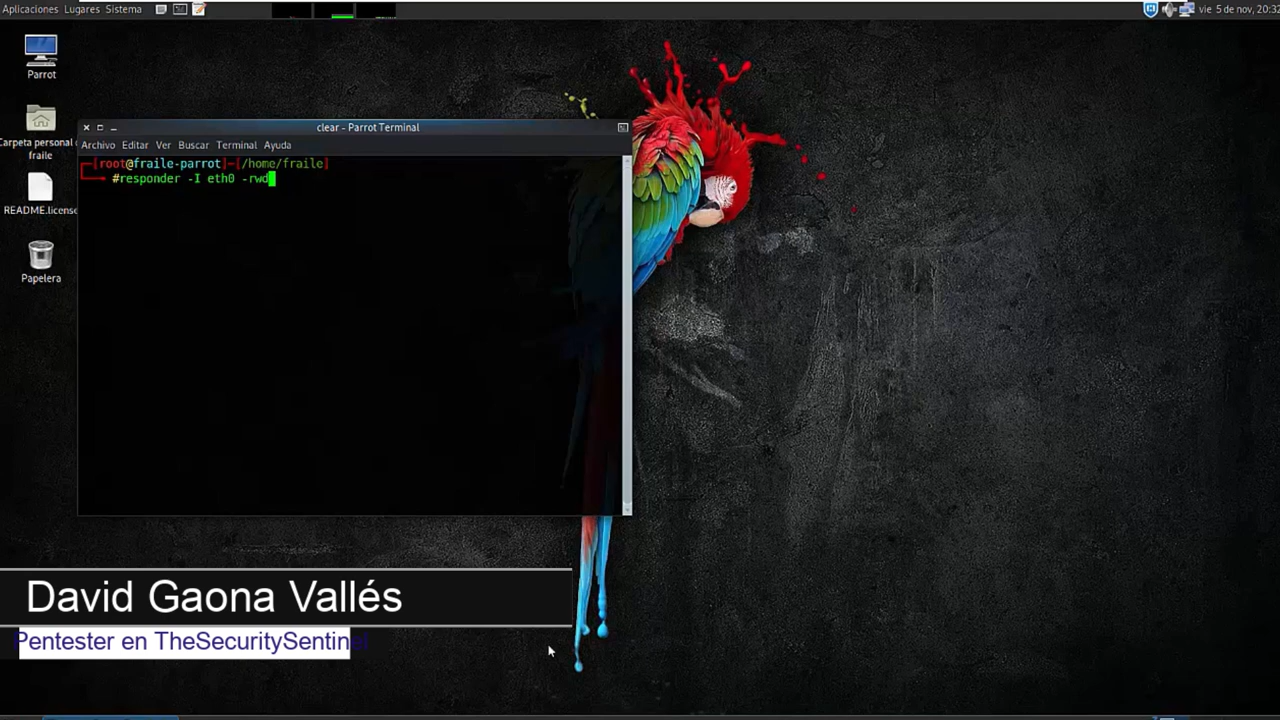 Aplicaciones Lugares Sistema
vie 5 de nov, 20:32
Parrot
Carpeta personal
fraile
README.license
Papelera
clear - Parrot Terminal
Archivo Editar Ver Buscar Terminal Ayuda
[root@fraile-parrot]─[/home/fraile]
#responder -I eth0 -rwd
David Gaona Vallés
Pentester en TheSecuritySentinel